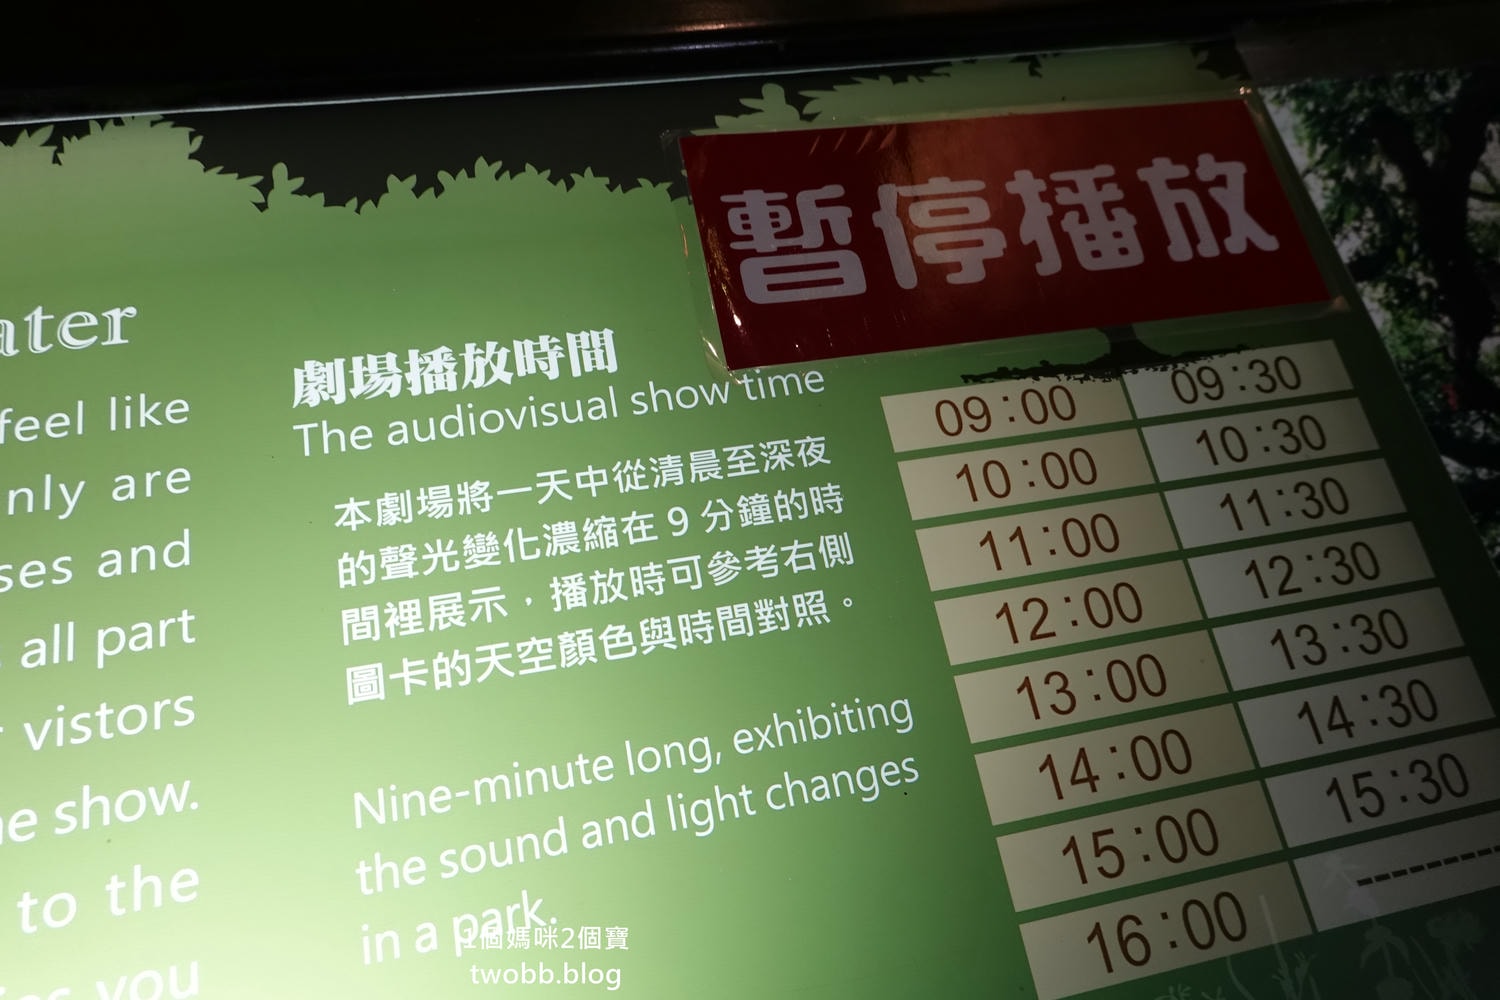 暫停播放
ater
feel like
nly are
ses and
all part
vistors
e show.
to the
you
劇場播放時間
The audiovisual show time
本劇場將一天中從清晨至深夜
的聲光變化濃縮在 9 分鐘的時
間裡展示，播放時可參考右側
圖卡的天空顏色與時間對照。
Nine-minute long, exhibiting
the sound and light changes
in a park.
09:00 09:30
10:00 10:30
11:00 11:30
12:00 12:30
13:00 13:30
14:00 14:30
15:00 15:30
16:00 --------
1個媽咪2個寶
twobb.blog